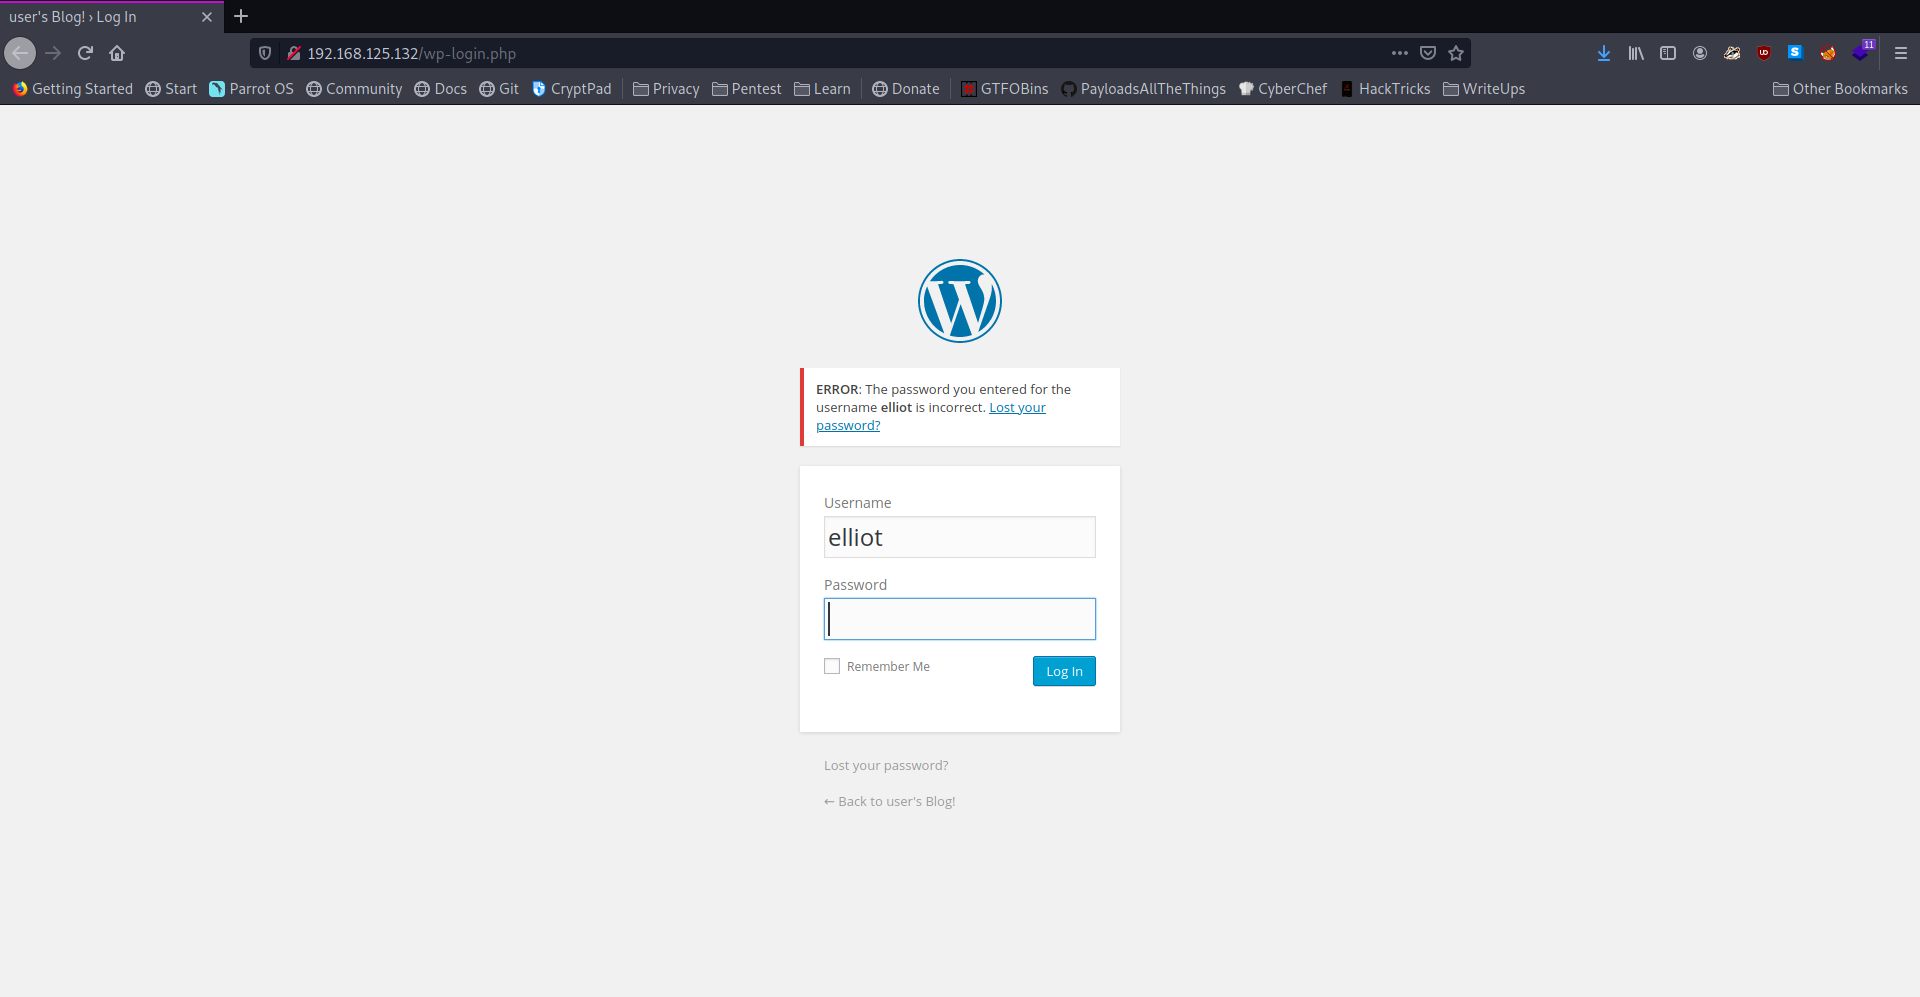 user's Blog! › Log In
192.168.125.132/wp-login.php
11
Getting Started Start Parrot OS Community Docs Git CryptPad Privacy Pentest Learn Donate GTFOBins PayloadsAllTheThings CyberChef HackTricks WriteUps Other Bookmarks
ERROR: The password you entered for the
username elliot is incorrect. Lost your
password?
Username
elliot
Password
Remember Me
Log In
Lost your password?
← Back to user's Blog!